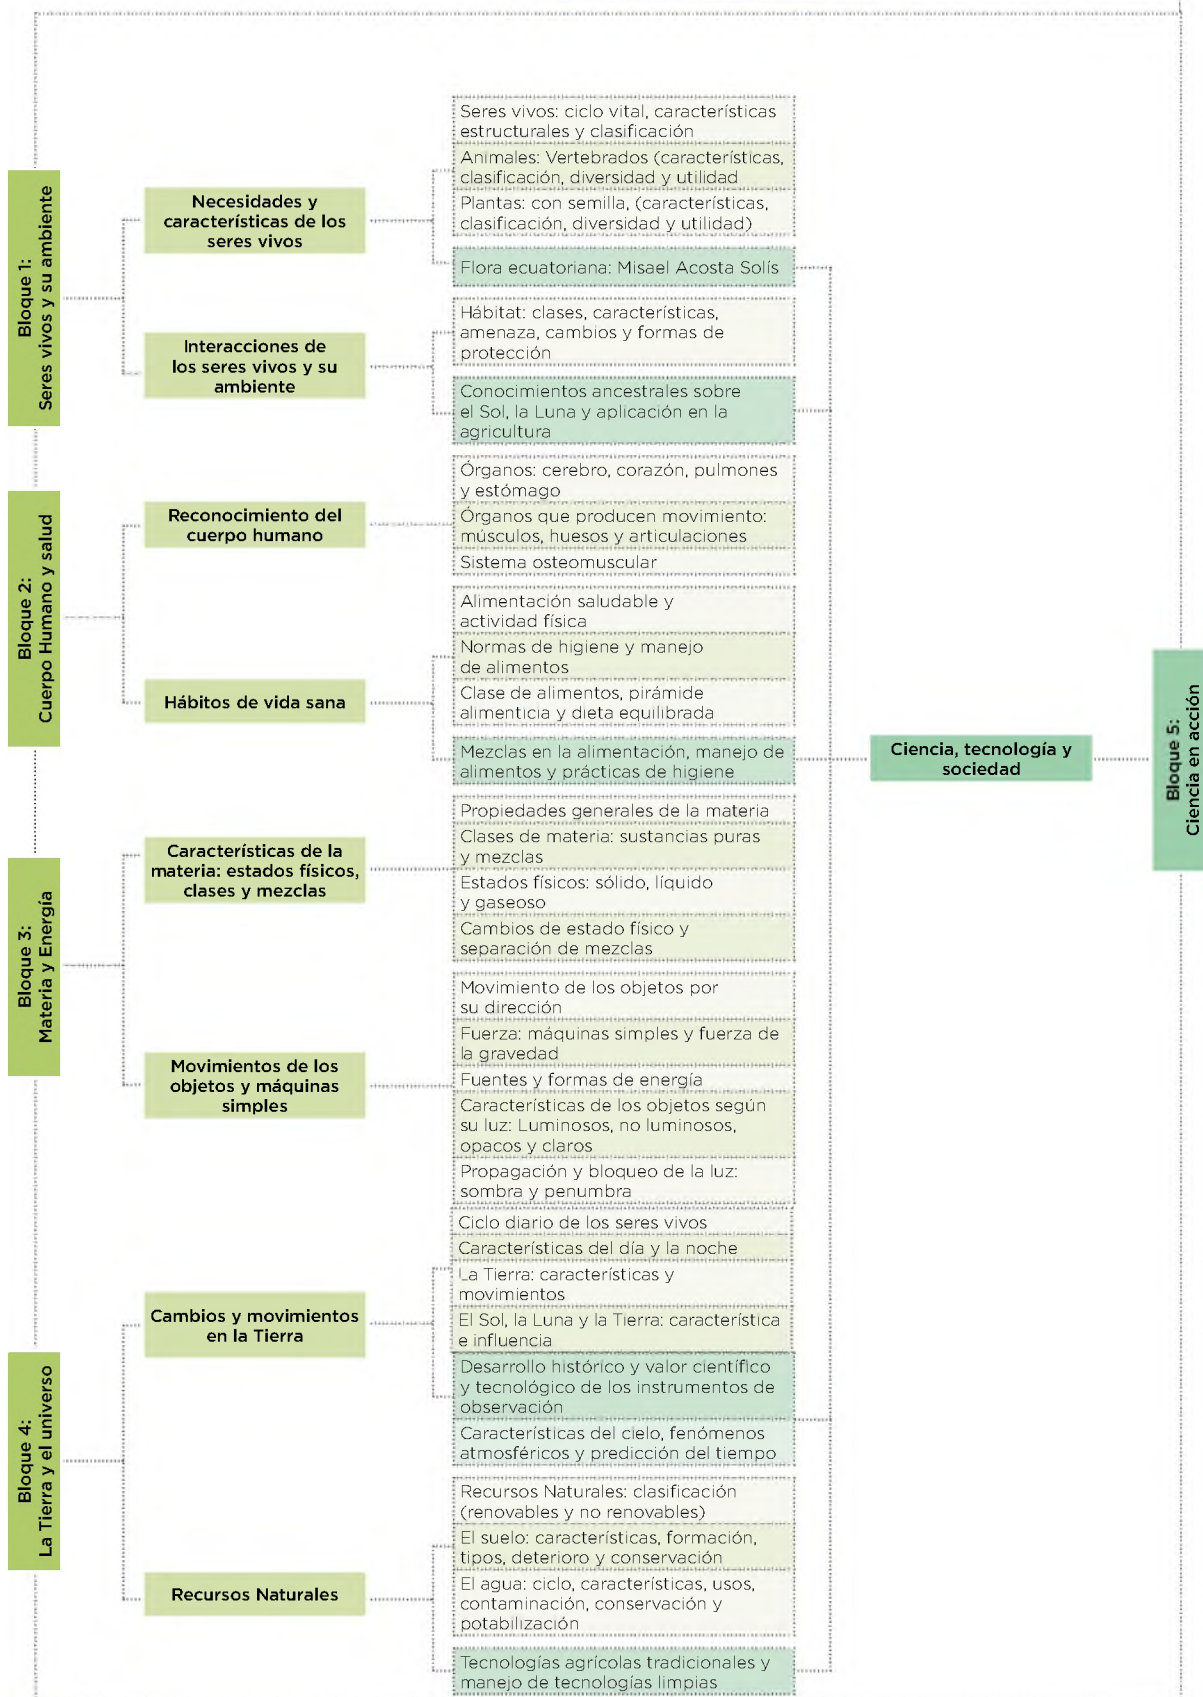 Bloque 1:
Seres vivos y su ambiente
Necesidades y
características de los
seres vivos
Seres vivos: ciclo vital, características
estructurales y clasificación
Animales: Vertebrados (características,
clasificación, diversidad y utilidad
Plantas: con semilla, (características,
clasificación, diversidad y utilidad)
Flora ecuatoriana: Misael Acosta Solís
Interacciones de
los seres vivos y su
ambiente
Hábitat: clases, características,
amenaza, cambios y formas de
protección
Conocimientos ancestrales sobre
el Sol, la Luna y aplicación en la
agricultura
Bloque 2:
Cuerpo Humano y salud
Reconocimiento del
cuerpo humano
Órganos: cerebro, corazón, pulmones
y estómago
Órganos que producen movimiento:
músculos, huesos y articulaciones
Sistema osteomuscular
Hábitos de vida sana
Alimentación saludable y
actividad física
Normas de higiene y manejo
de alimentos
Clase de alimentos, pirámide
alimenticia y dieta equilibrada
Mezclas en la alimentación, manejo de
alimentos y prácticas de higiene
Bloque 3:
Materia y Energía
Características de la
materia: estados físicos,
clases y mezclas
Propiedades generales de la materia
Clases de materia: sustancias puras
y mezclas
Estados físicos: sólido, líquido
y gaseoso
Cambios de estado físico y
separación de mezclas
Movimientos de los
objetos y máquinas
simples
Movimiento de los objetos por
su dirección
Fuerza: máquinas simples y fuerza de
la gravedad
Fuentes y formas de energía
Características de los objetos según
su luz: Luminosos, no luminosos,
opacos y claros
Propagación y bloqueo de la luz:
sombra y penumbra
Bloque 4:
La Tierra y el universo
Cambios y movimientos
en la Tierra
Ciclo diario de los seres vivos
Características del día y la noche
La Tierra: características y
movimientos
El Sol, la Luna y la Tierra: característica
e influencia
Desarrollo histórico y valor científico
y tecnológico de los instrumentos de
observación
Características del cielo, fenómenos
atmosféricos y predicción del tiempo
Recursos Naturales
Recursos Naturales: clasificación
(renovables y no renovables)
El suelo: características, formación,
tipos, deterioro y conservación
El agua: ciclo, características, usos,
contaminación, conservación y
potabilización
Tecnologías agrícolas tradicionales y
manejo de tecnologías limpias
Ciencia, tecnología y
sociedad
Bloque 5:
Ciencia en acción